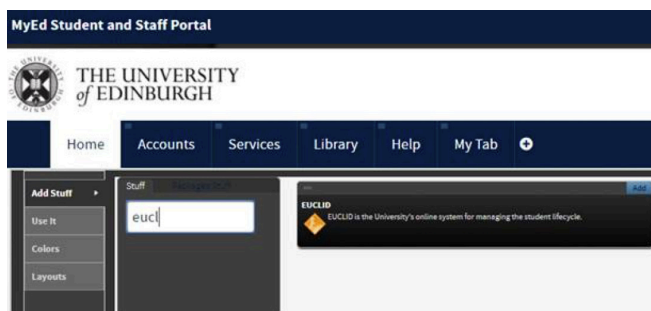 MyEd Student and Staff Portal
THE UNIVERSITY
of EDINBURGH
Home Accounts Services Library Help My Tab
Add Stuff
Use It
Colors
Layouts
Stuff
eucl
Add
EUCLID
EUCLID is the University's online system for managing the student lifecycle.